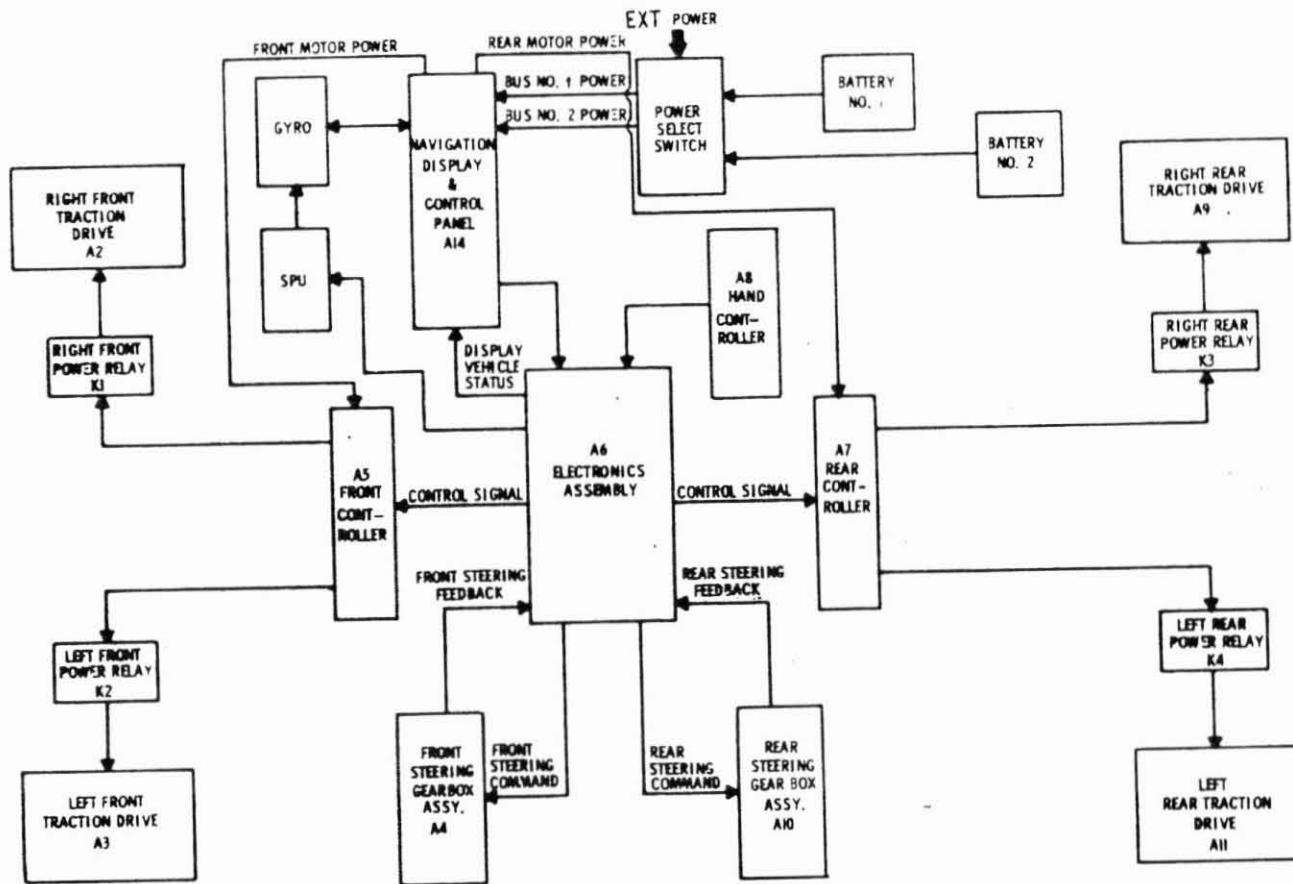 EXT POWER
FRONT MOTOR POWER
REAR MOTOR POWER
BUS NO. 1 POWER
BUS NO. 2 POWER
GYRO
NAVIGATION
DISPLAY
&
CONTROL
PANEL
A14
POWER
SELECT
SWITCH
BATTERY
NO.
BATTERY
NO. 2
RIGHT FRONT
TRACTION
DRIVE
A2
RIGHT REAR
TRACTION DRIVE
A9
SPU
A8
HAND
CONT-
ROLLER
RIGHT FRONT
POWER RELAY
K1
DISPLAY
VEHICLE
STATUS
RIGHT REAR
POWER RELAY
K3
A5
FRONT
CONT-
ROLLER
CONTROL SIGNAL
A6
ELECTRONICS
ASSEMBLY
CONTROL SIGNAL
A7
REAR
CONT-
ROLLER
FRONT STEERING
FEEDBACK
REAR STEERING
FEEDBACK
LEFT FRONT
POWER RELAY
K2
LEFT REAR
POWER RELAY
K4
FRONT
STEERING
GEARBOX
ASSY.
A4
FRONT
STEERING
COMMAND
REAR
STEERING
COMMAND
REAR
STEERING
GEAR BOX
ASSY.
A10
LEFT FRONT
TRACTION DRIVE
A3
LEFT
REAR TRACTION
DRIVE
A11